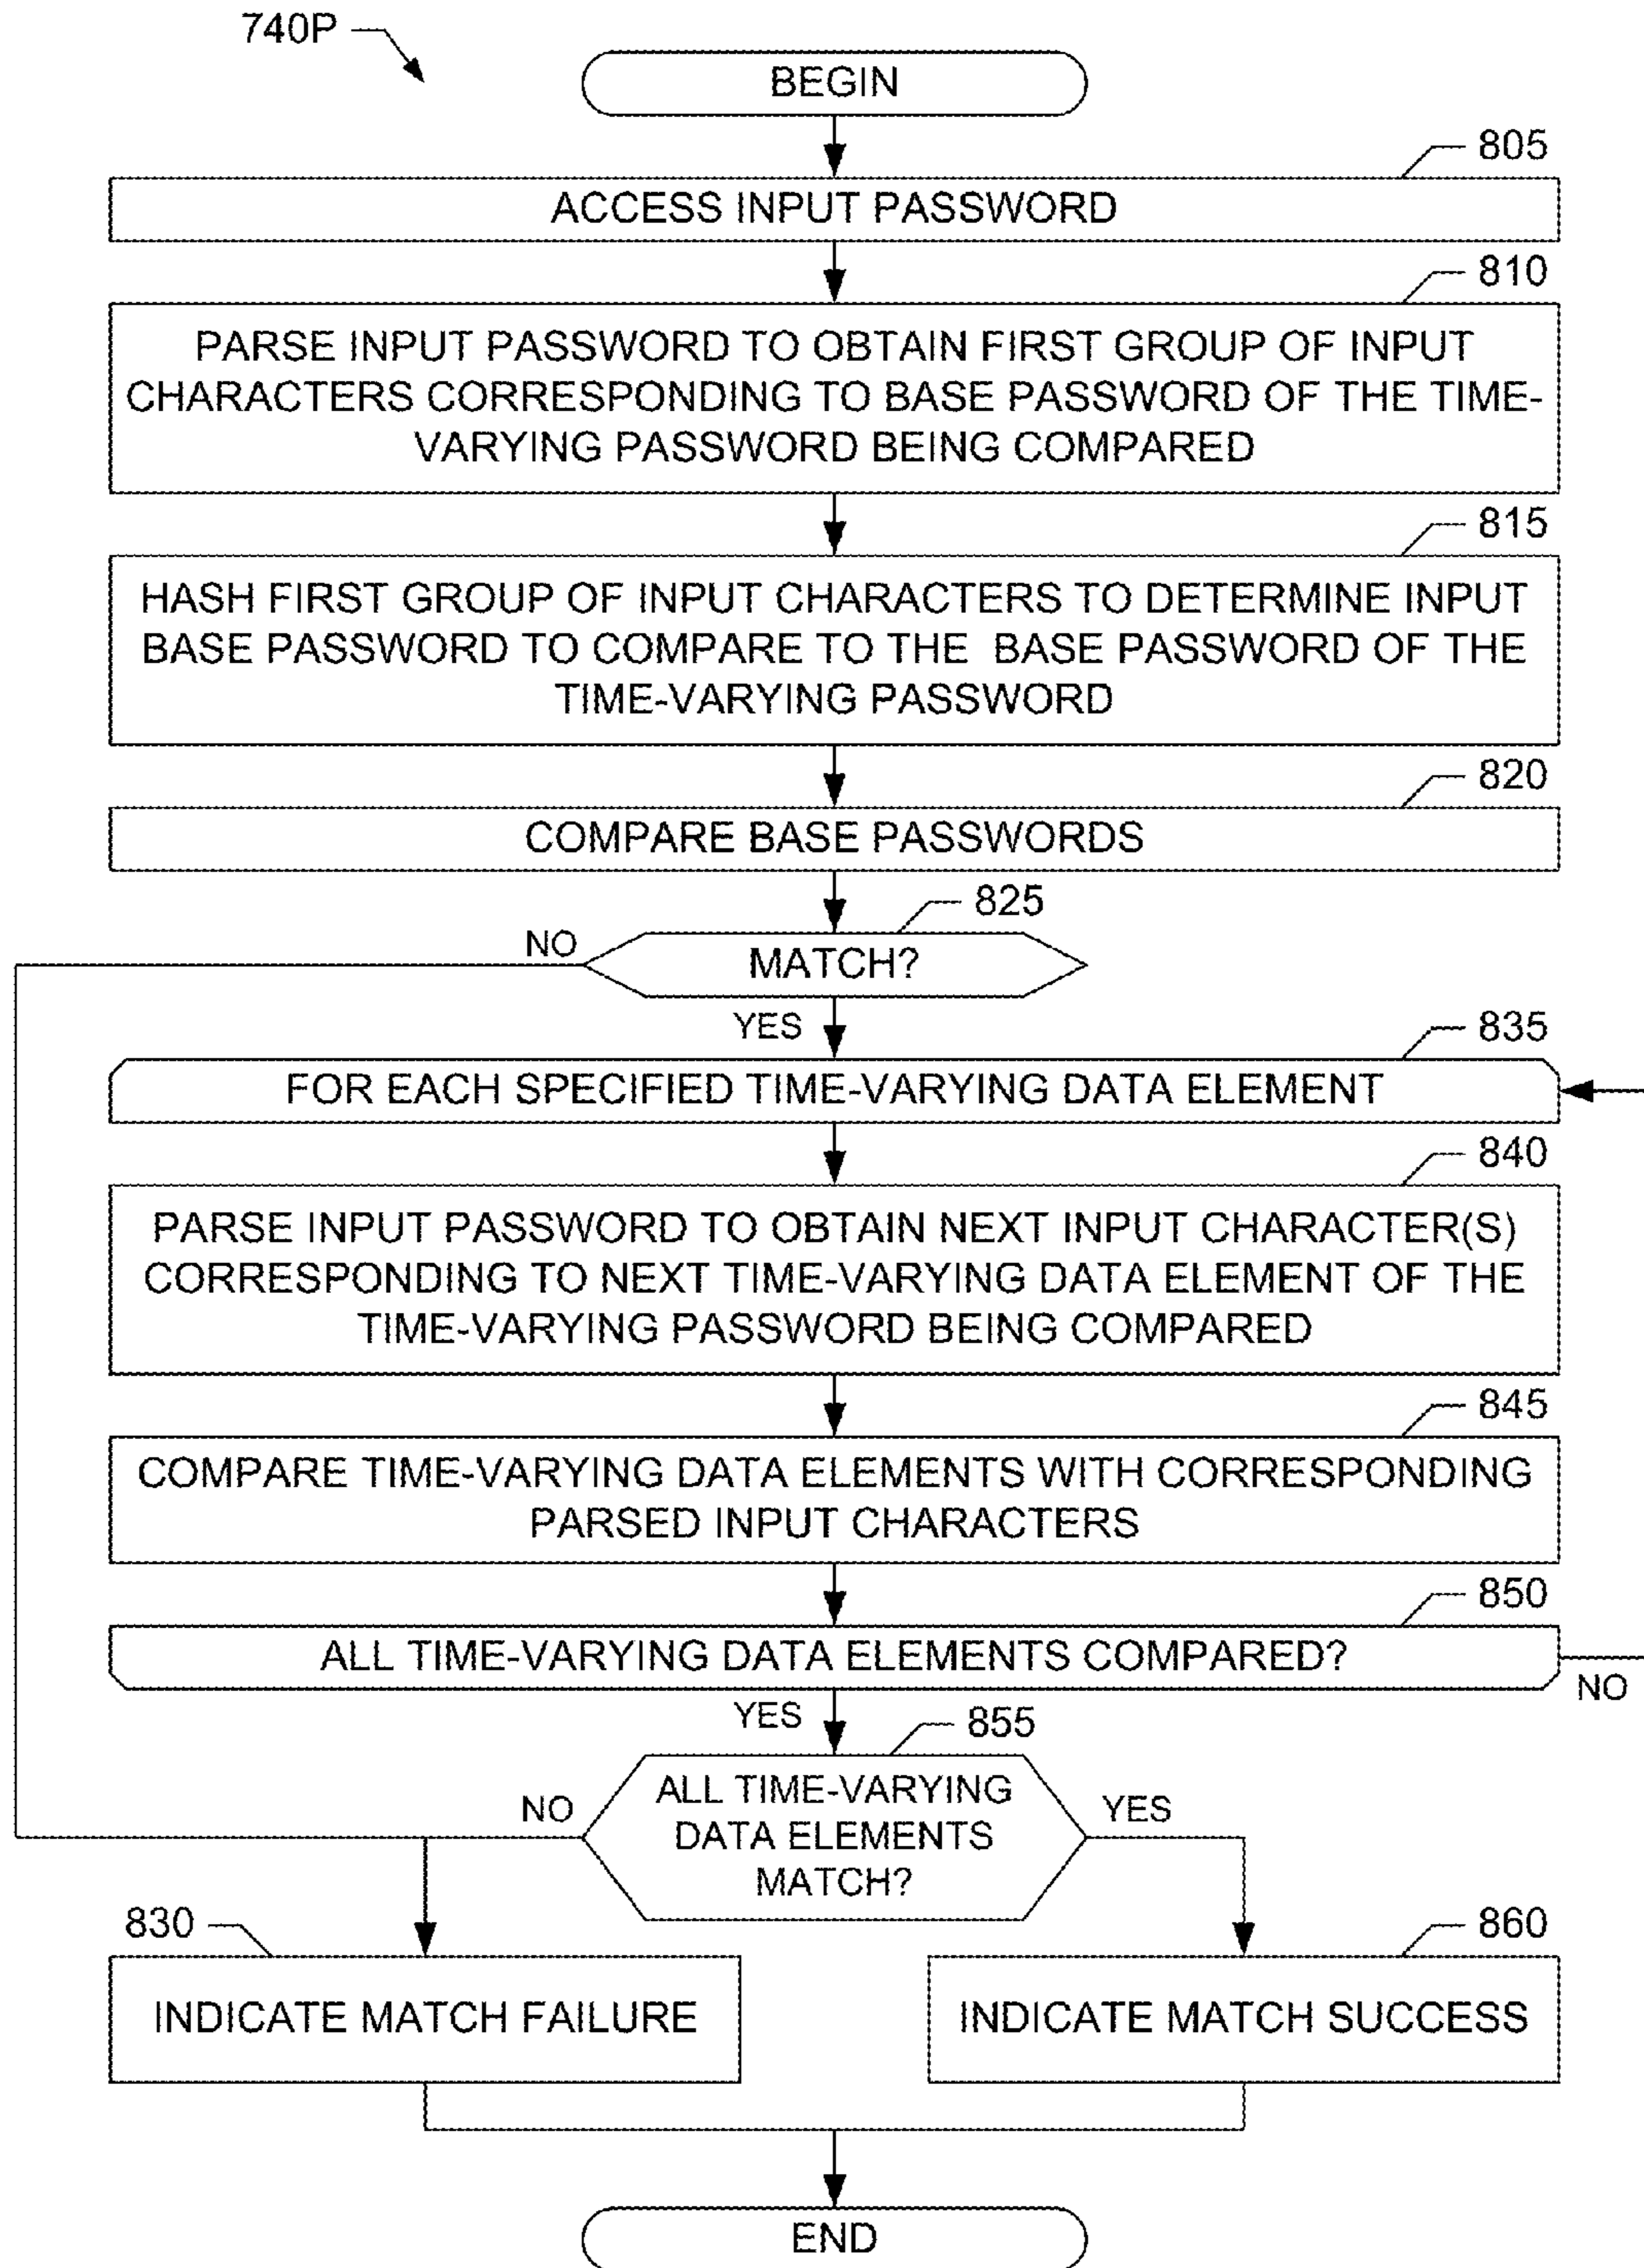 740P
BEGIN
805
ACCESS INPUT PASSWORD
810
PARSE INPUT PASSWORD TO OBTAIN FIRST GROUP OF INPUT
CHARACTERS CORRESPONDING TO BASE PASSWORD OF THE TIME-
VARYING PASSWORD BEING COMPARED
815
HASH FIRST GROUP OF INPUT CHARACTERS TO DETERMINE INPUT
BASE PASSWORD TO COMPARE TO THE BASE PASSWORD OF THE
TIME-VARYING PASSWORD
820
COMPARE BASE PASSWORDS
825
NO
MATCH?
YES
835
FOR EACH SPECIFIED TIME-VARYING DATA ELEMENT
840
PARSE INPUT PASSWORD TO OBTAIN NEXT INPUT CHARACTER(S)
CORRESPONDING TO NEXT TIME-VARYING DATA ELEMENT OF THE
TIME-VARYING PASSWORD BEING COMPARED
845
COMPARE TIME-VARYING DATA ELEMENTS WITH CORRESPONDING
PARSED INPUT CHARACTERS
850
ALL TIME-VARYING DATA ELEMENTS COMPARED?
NO
YES
855
NO
ALL TIME-VARYING
DATA ELEMENTS
MATCH?
YES
830
INDICATE MATCH FAILURE
860
INDICATE MATCH SUCCESS
END